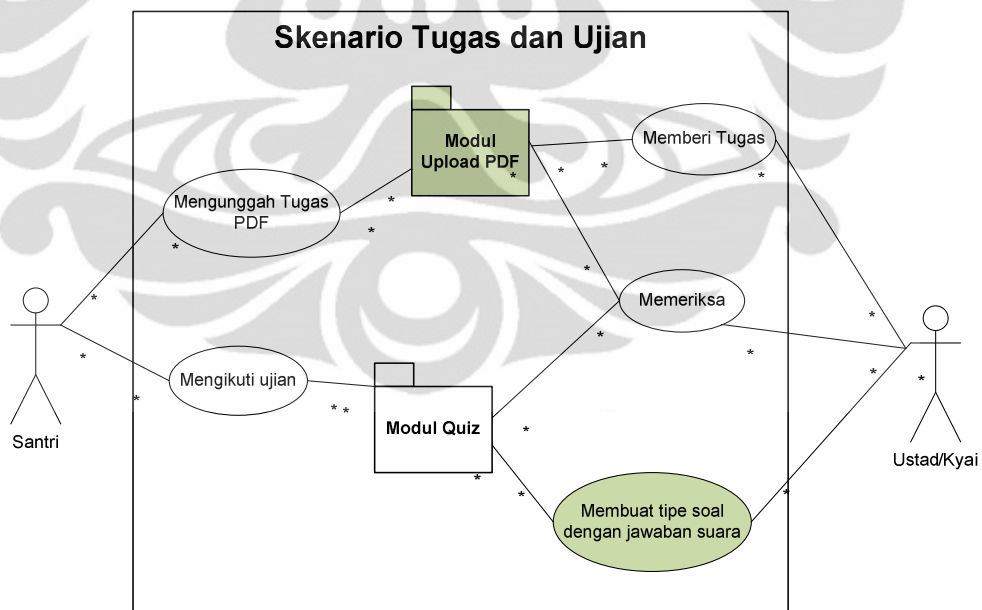 Skenario Tugas dan Ujian
Modul
Upload PDF
Memberi Tugas
Mengunggah Tugas
PDF
Memeriksa
Mengikuti ujian
Modul Quiz
Santri
Ustad/Kyai
Membuat tipe soal
dengan jawaban suara